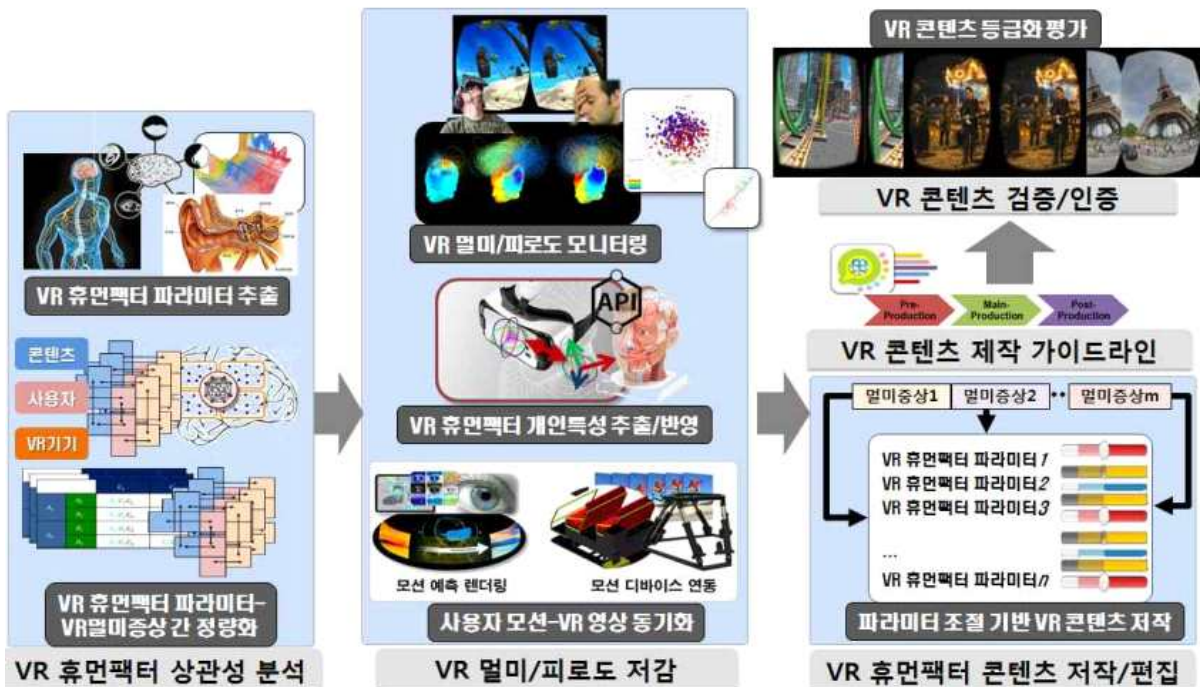 VR 휴먼팩터 파라미터 추출
콘텐츠
사용자
VR기기
VR 휴먼팩터 파라미터-
VR멀미증상 간 정량화
VR 휴먼팩터 상관성 분석
VR 멀미/피로도 모니터링
API
VR 휴먼팩터 개인특성 추출/반영
모션 예측 렌더링
모션 디바이스 연동
사용자 모션-VR 영상 동기화
VR 멀미/피로도 저감
VR 콘텐츠 등급화 평가
VR 콘텐츠 검증/인증
Pre-
Production
Main-
Production
Post-
Production
VR 콘텐츠 제작 가이드라인
멀미증상1
멀미증상2
••
멀미증상m
VR 휴먼팩터 파라미터1
VR 휴먼팩터 파라미터2
VR 휴먼팩터 파라미터3
...
VR 휴먼팩터 파라미터n
파라미터 조절 기반 VR 콘텐츠 저작
VR 휴먼팩터 콘텐츠 저작/편집